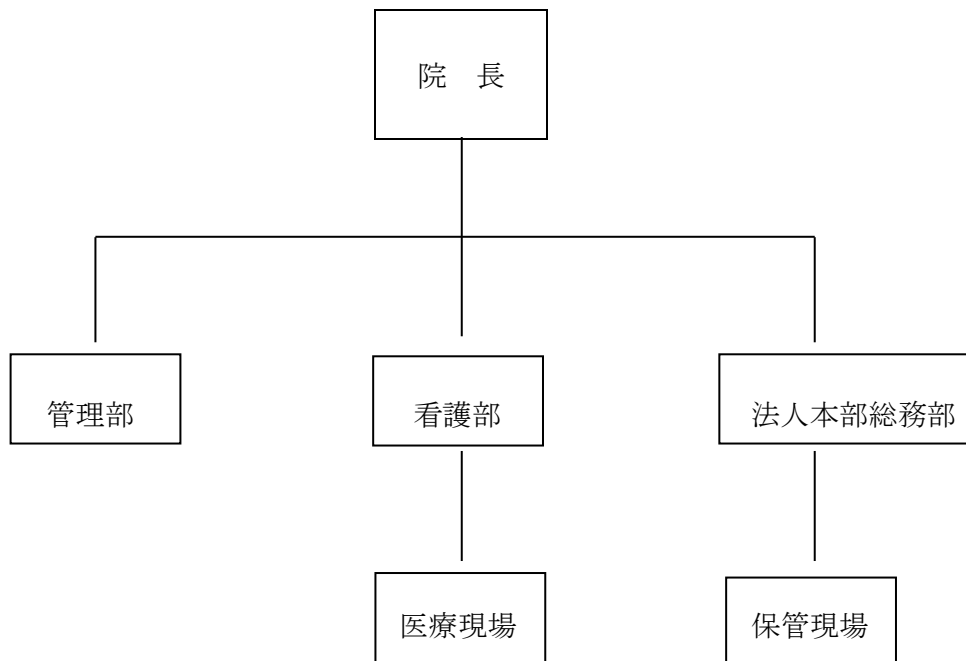 院　長
管理部
看護部
法人本部総務部
医療現場
保管現場